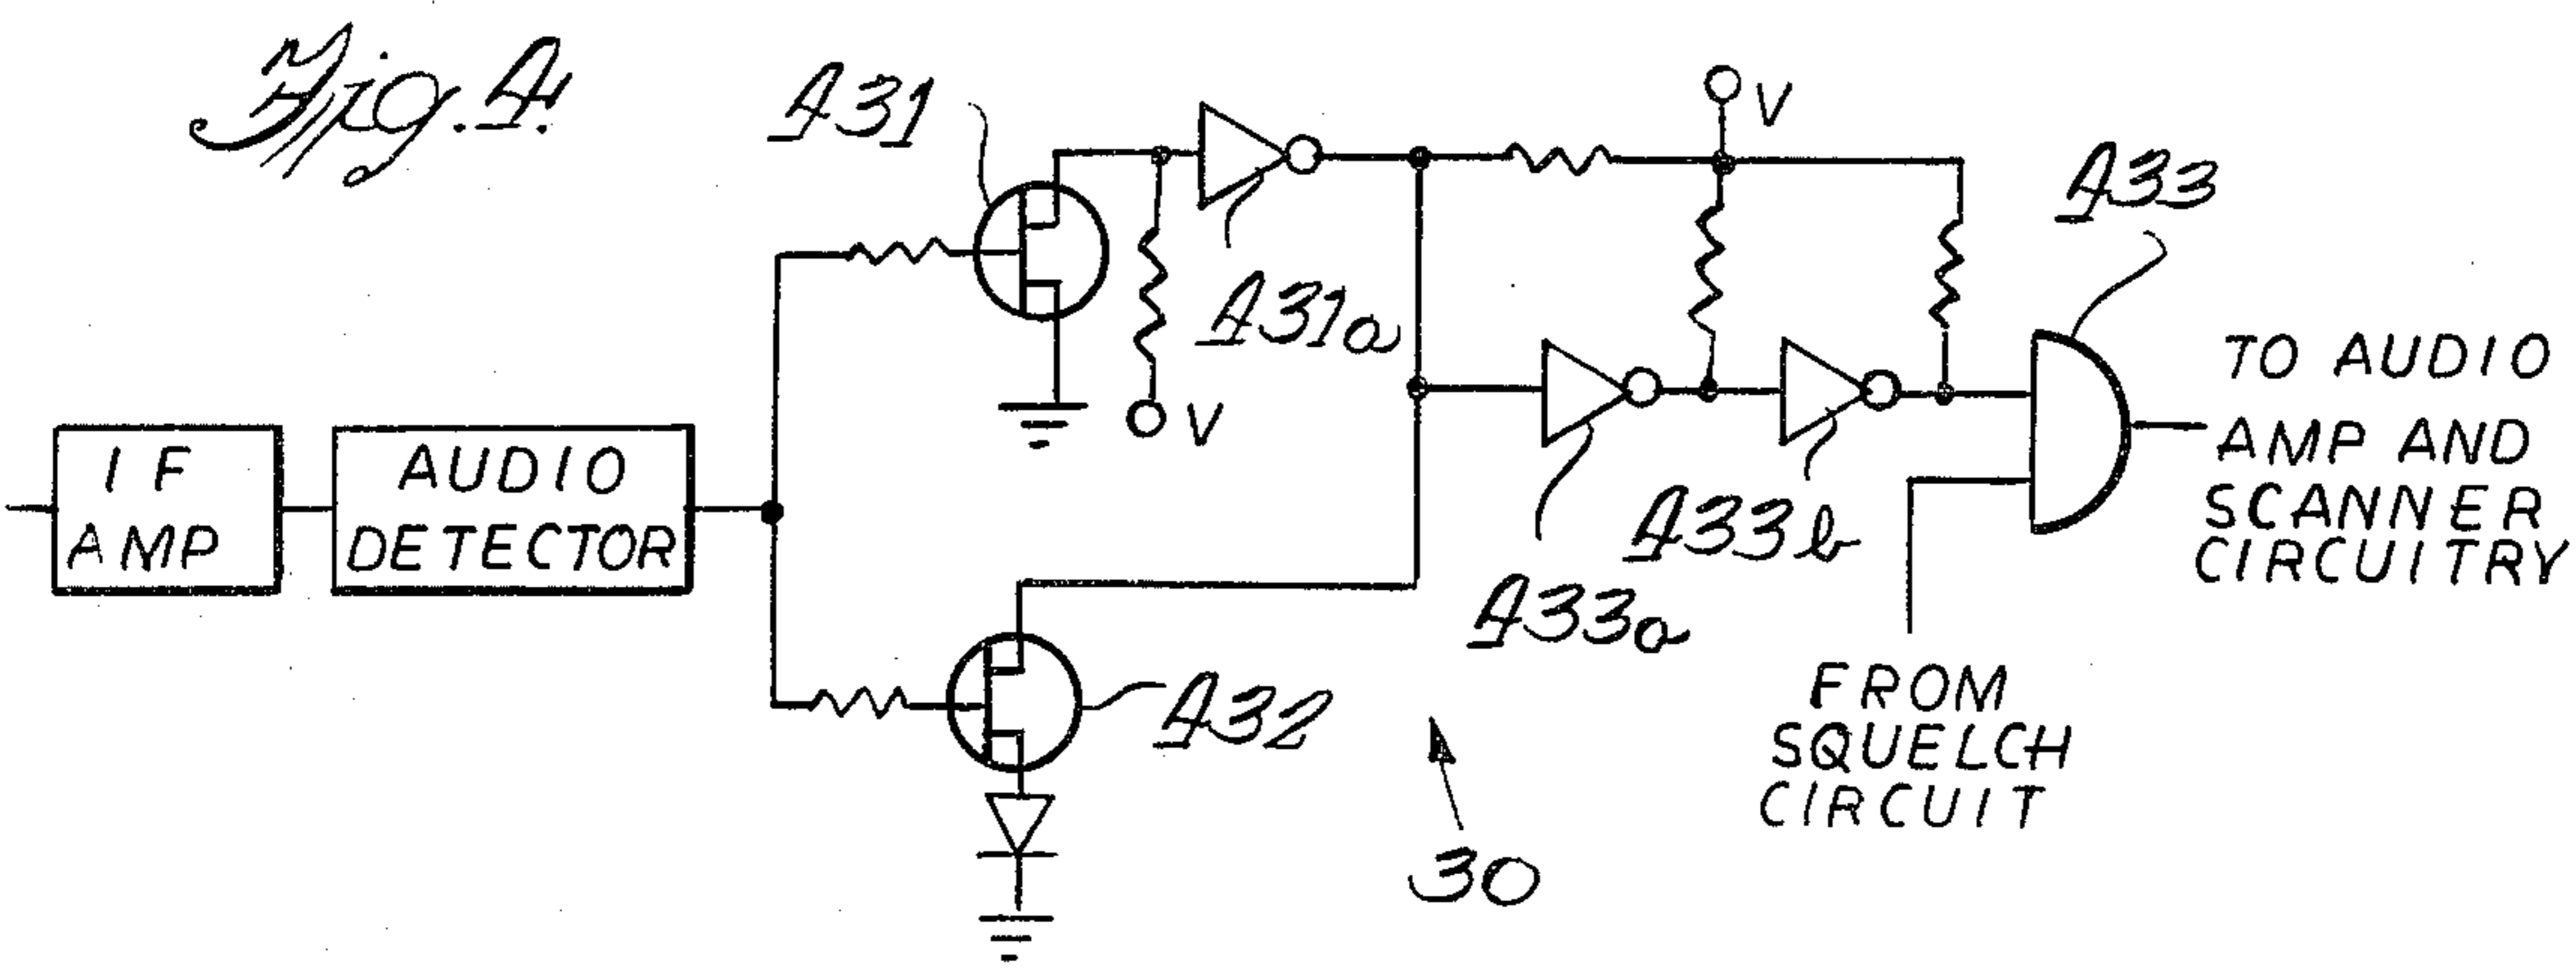 Fig. 4.
431
V
433
431a
V
TO AUDIO
AMP AND
SCANNER
CIRCUITRY
I F
AMP
AUDIO
DETECTOR
433b
433a
432
FROM
SQUELCH
CIRCUIT
30